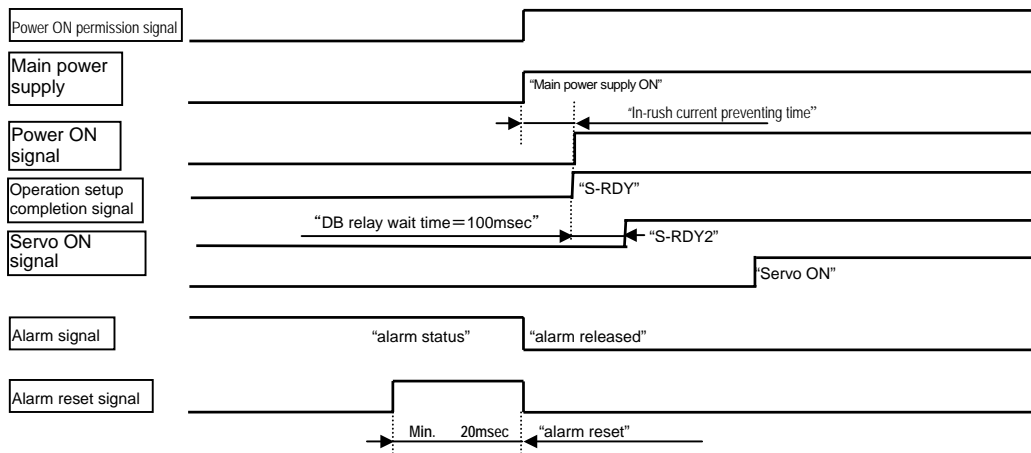 Power ON permission signal
Main power
supply
“Main power supply ON”
“In-rush current preventing time”
Power ON
signal
Operation setup
completion signal
“S-RDY”
“DB relay wait time＝100msec”
“S-RDY2”
Servo ON
signal
“Servo ON”
Alarm signal
“alarm status”
“alarm released”
Alarm reset signal
Min. 20msec
“alarm reset”